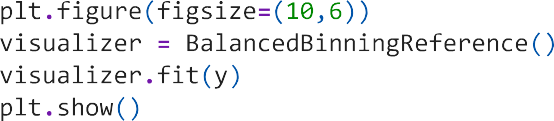 plt.figure(figsize=(10,6))
visualizer = BalancedBinningReference()
visualizer.fit(y)
plt.show()